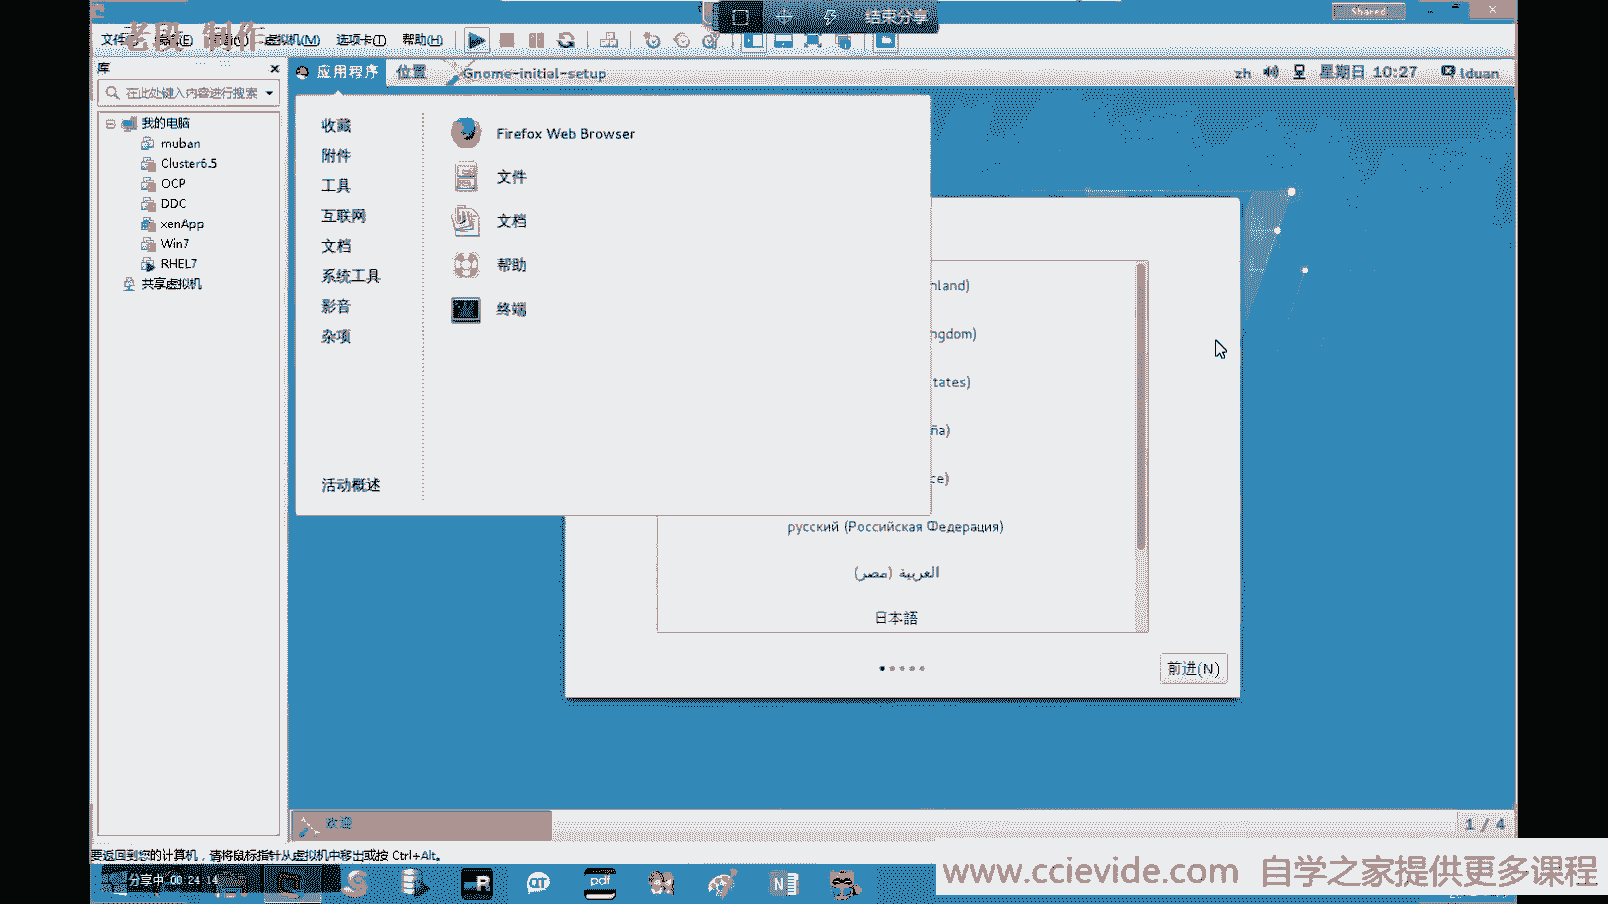 结束分享
Shared
老段 制作
虚拟机(M) 选项卡(T) 帮助(H)
库
在此处键入内容进行搜索
我的电脑
muban
Cluster6.5
OCP
DDC
xenApp
Win7
RHEL7
共享虚拟机
应用程序 位置 Gnome-initial-setup
zh 星期日 10:27 lduan
收藏
附件
工具
互联网
文档
系统工具
影音
杂项
活动概述
Firefox Web Browser
文件
文档
帮助
终端
nland)
ngdom)
tates)
ña)
ce)
русский (Российская Федерация)
العربية (مصر)
日本語
前进(N)
欢迎
1 / 4
要返回到您的计算机，请将鼠标指针从虚拟机中移出或按 Ctrl+Alt。
分享中 00:24:14
pdf
www.ccievide.com 自学之家提供更多课程